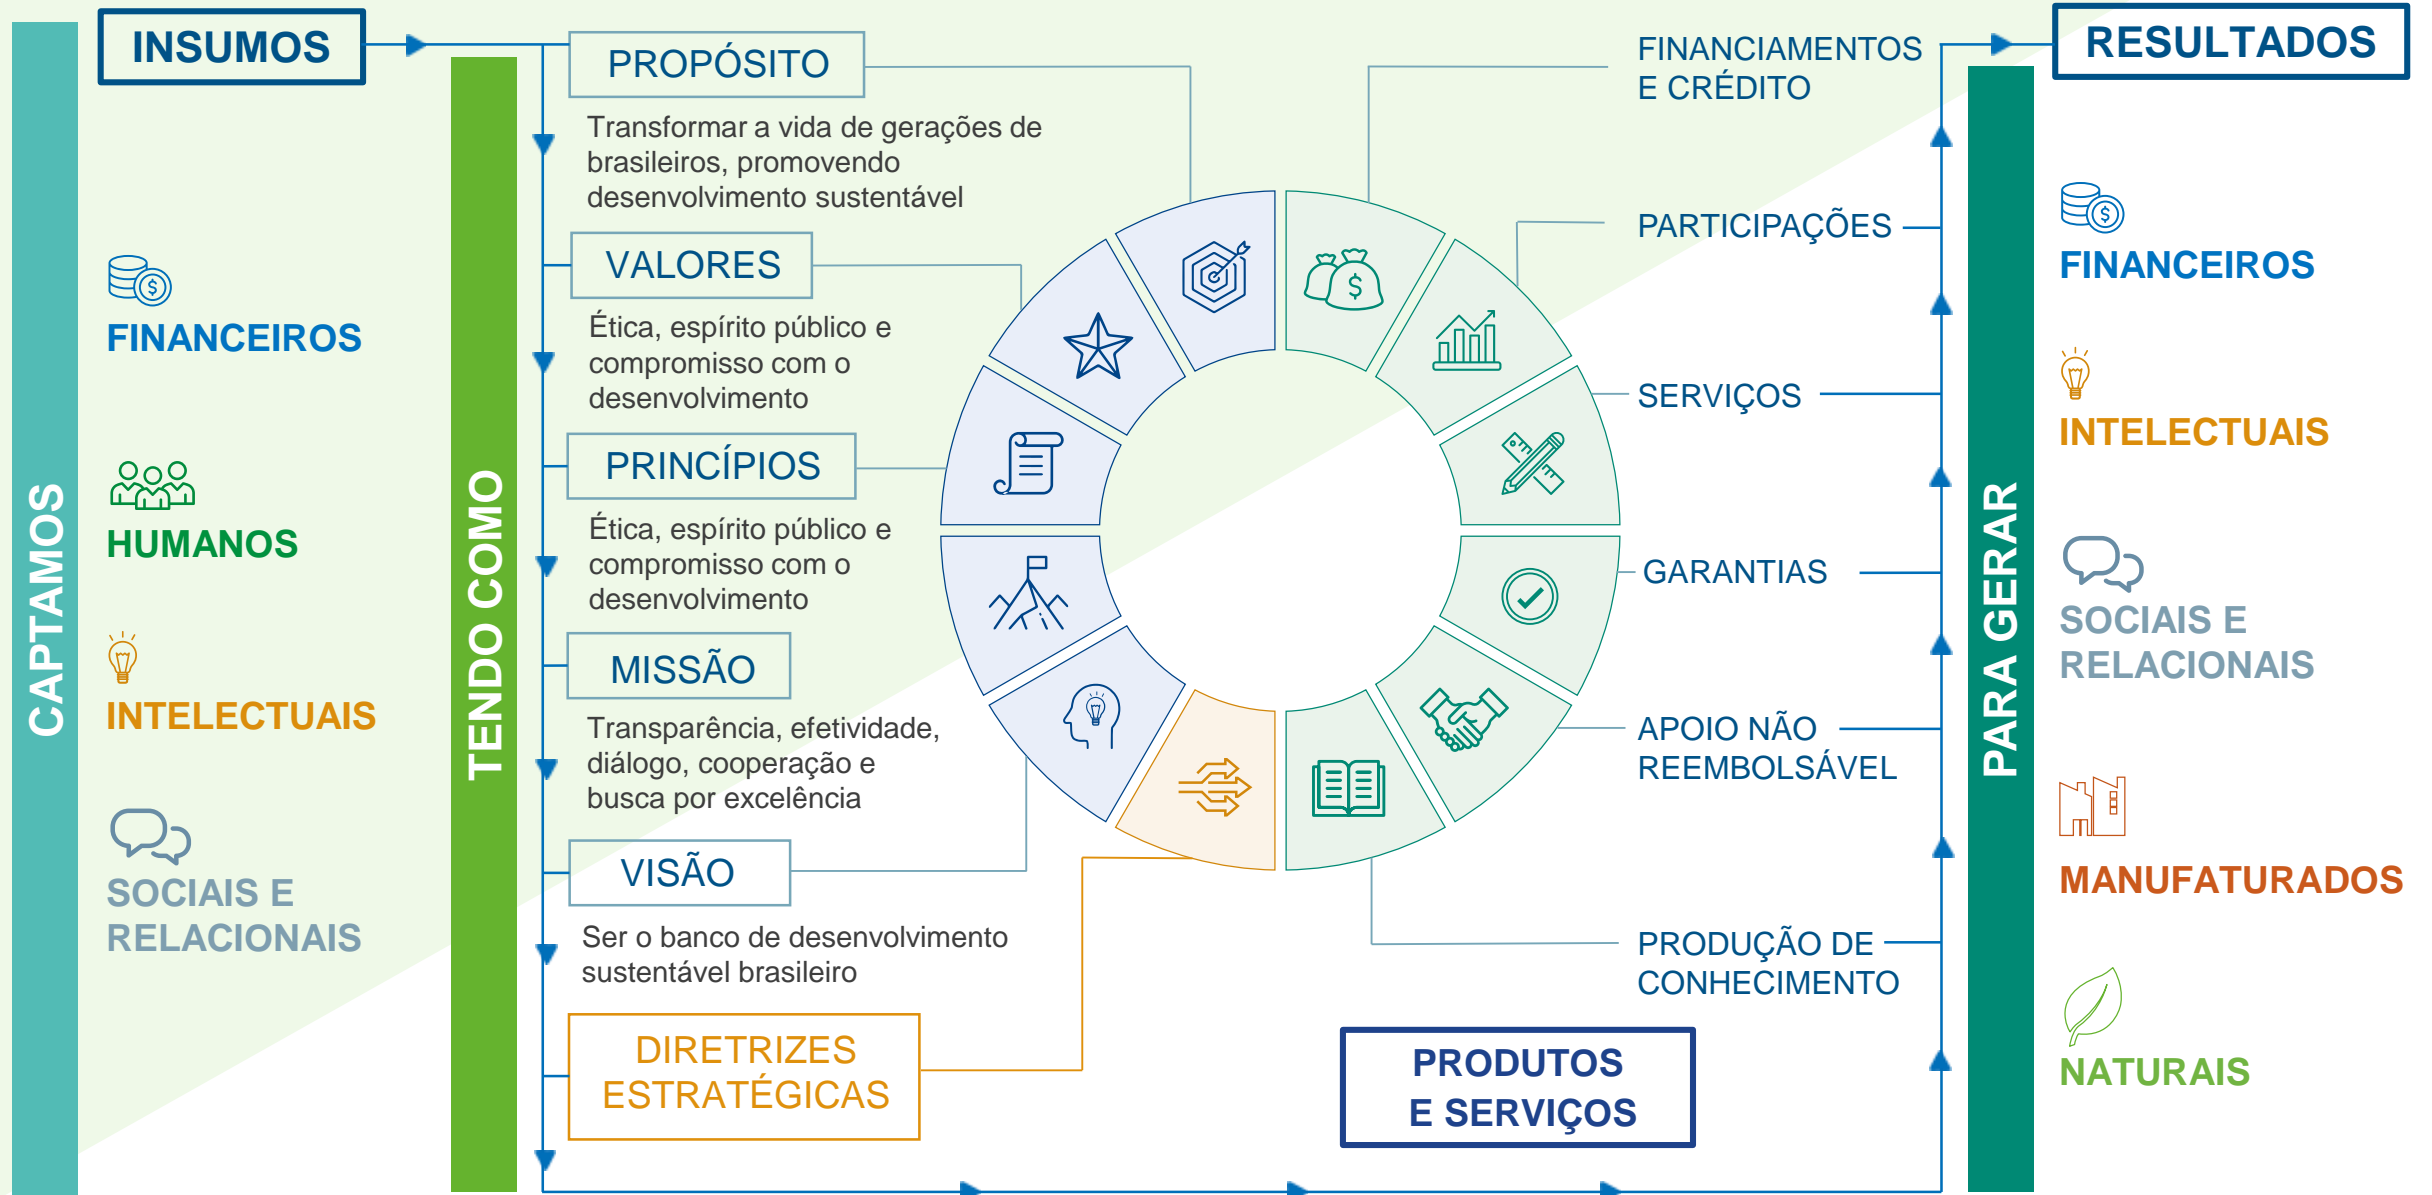 CAPTAMOS
INSUMOS
FINANCEIROS
HUMANOS
INTELECTUAIS
SOCIAIS E
RELACIONAIS
TENDO COMO
PROPÓSITO
Transformar a vida de gerações de
brasileiros, promovendo
desenvolvimento sustentável
VALORES
Ética, espírito público e
compromisso com o
desenvolvimento
PRINCÍPIOS
Ética, espírito público e
compromisso com o
desenvolvimento
MISSÃO
Transparência, efetividade,
diálogo, cooperação e
busca por excelência
VISÃO
Ser o banco de desenvolvimento
sustentável brasileiro
DIRETRIZES
ESTRATÉGICAS
FINANCIAMENTOS
E CRÉDITO
PARTICIPAÇÕES
SERVIÇOS
GARANTIAS
APOIO NÃO
REEMBOLSÁVEL
PRODUÇÃO DE
CONHECIMENTO
PRODUTOS
E SERVIÇOS
PARA GERAR
RESULTADOS
FINANCEIROS
INTELECTUAIS
SOCIAIS E
RELACIONAIS
MANUFATURADOS
NATURAIS